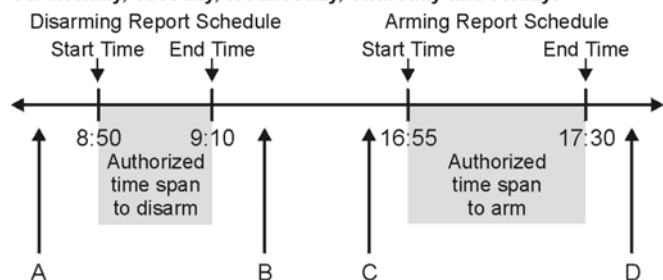 Disarming Report Schedule
Arming Report Schedule
Start Time End Time
Start Time End Time
8:50 9:10
16:55 17:30
Authorized
time span
to disarm
Authorized
time span
to arm
A B C D